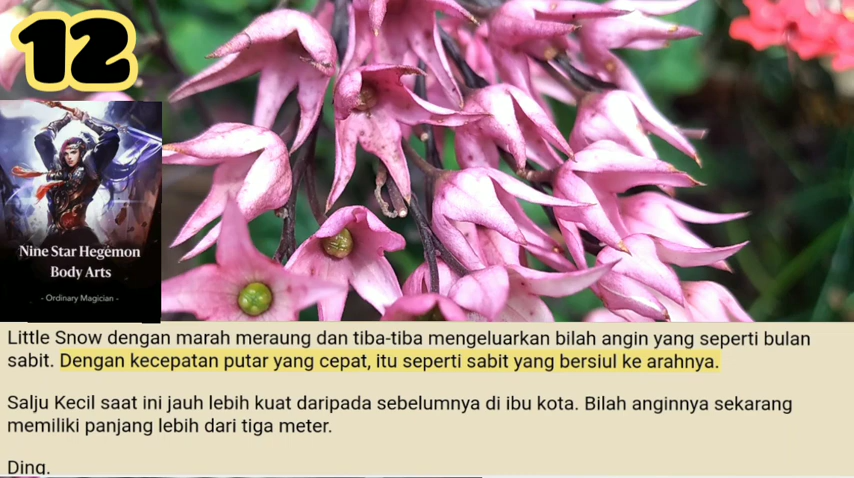 12
Nine Star Hegemon
Body Arts
- Ordinary Magician -
Little Snow dengan marah meraung dan tiba-tiba mengeluarkan bilah angin yang seperti bulan
sabit. Dengan kecepatan putar yang cepat, itu seperti sabit yang bersiul ke arahnya.
Salju Kecil saat ini jauh lebih kuat daripada sebelumnya di ibu kota. Bilah anginnya sekarang
memiliki panjang lebih dari tiga meter.
Ding.